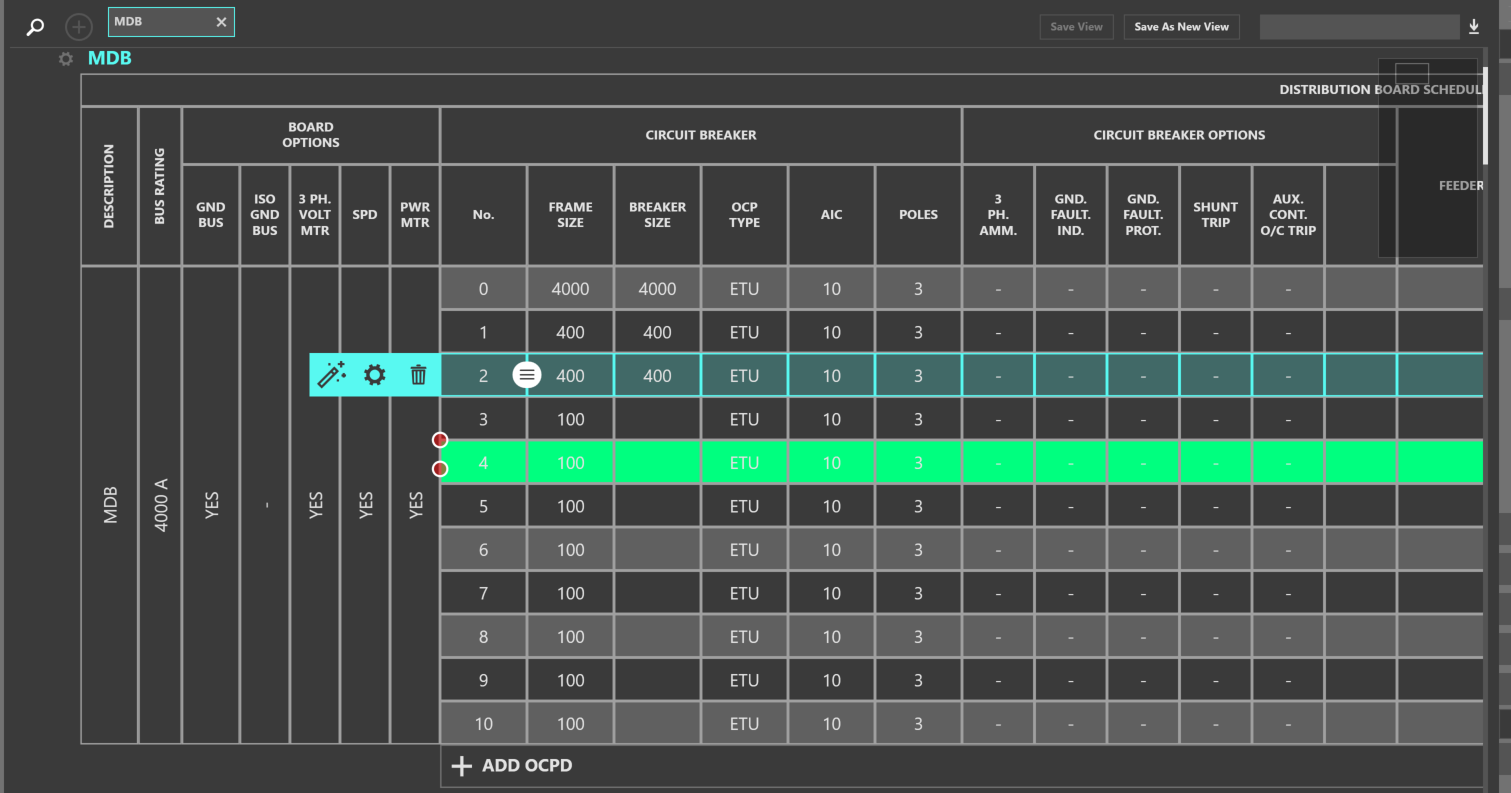 MDB
Save View
Save As New View
MDB
DISTRIBUTION BOARD SCHEDUL
DESCRIPTION
BUS RATING
BOARD
OPTIONS
CIRCUIT BREAKER
CIRCUIT BREAKER OPTIONS
FEEDER
GND
BUS
ISO
GND
BUS
3 PH.
VOLT
MTR
SPD
PWR
MTR
No.
FRAME
SIZE
BREAKER
SIZE
OCP
TYPE
AIC
POLES
3
PH.
AMM.
GND.
FAULT.
IND.
GND.
FAULT.
PROT.
SHUNT
TRIP
AUX.
CONT.
O/C TRIP
MDB
4000 A
YES
-
YES
YES
YES
0 4000 4000 ETU 10 3 - - - - -
1 400 400 ETU 10 3 - - - - -
2 400 400 ETU 10 3 - - - - -
3 100 ETU 10 3 - - - - -
4 100 ETU 10 3 - - - - -
5 100 ETU 10 3 - - - - -
6 100 ETU 10 3 - - - - -
7 100 ETU 10 3 - - - - -
8 100 ETU 10 3 - - - - -
9 100 ETU 10 3 - - - - -
10 100 ETU 10 3 - - - - -
ADD OCPD